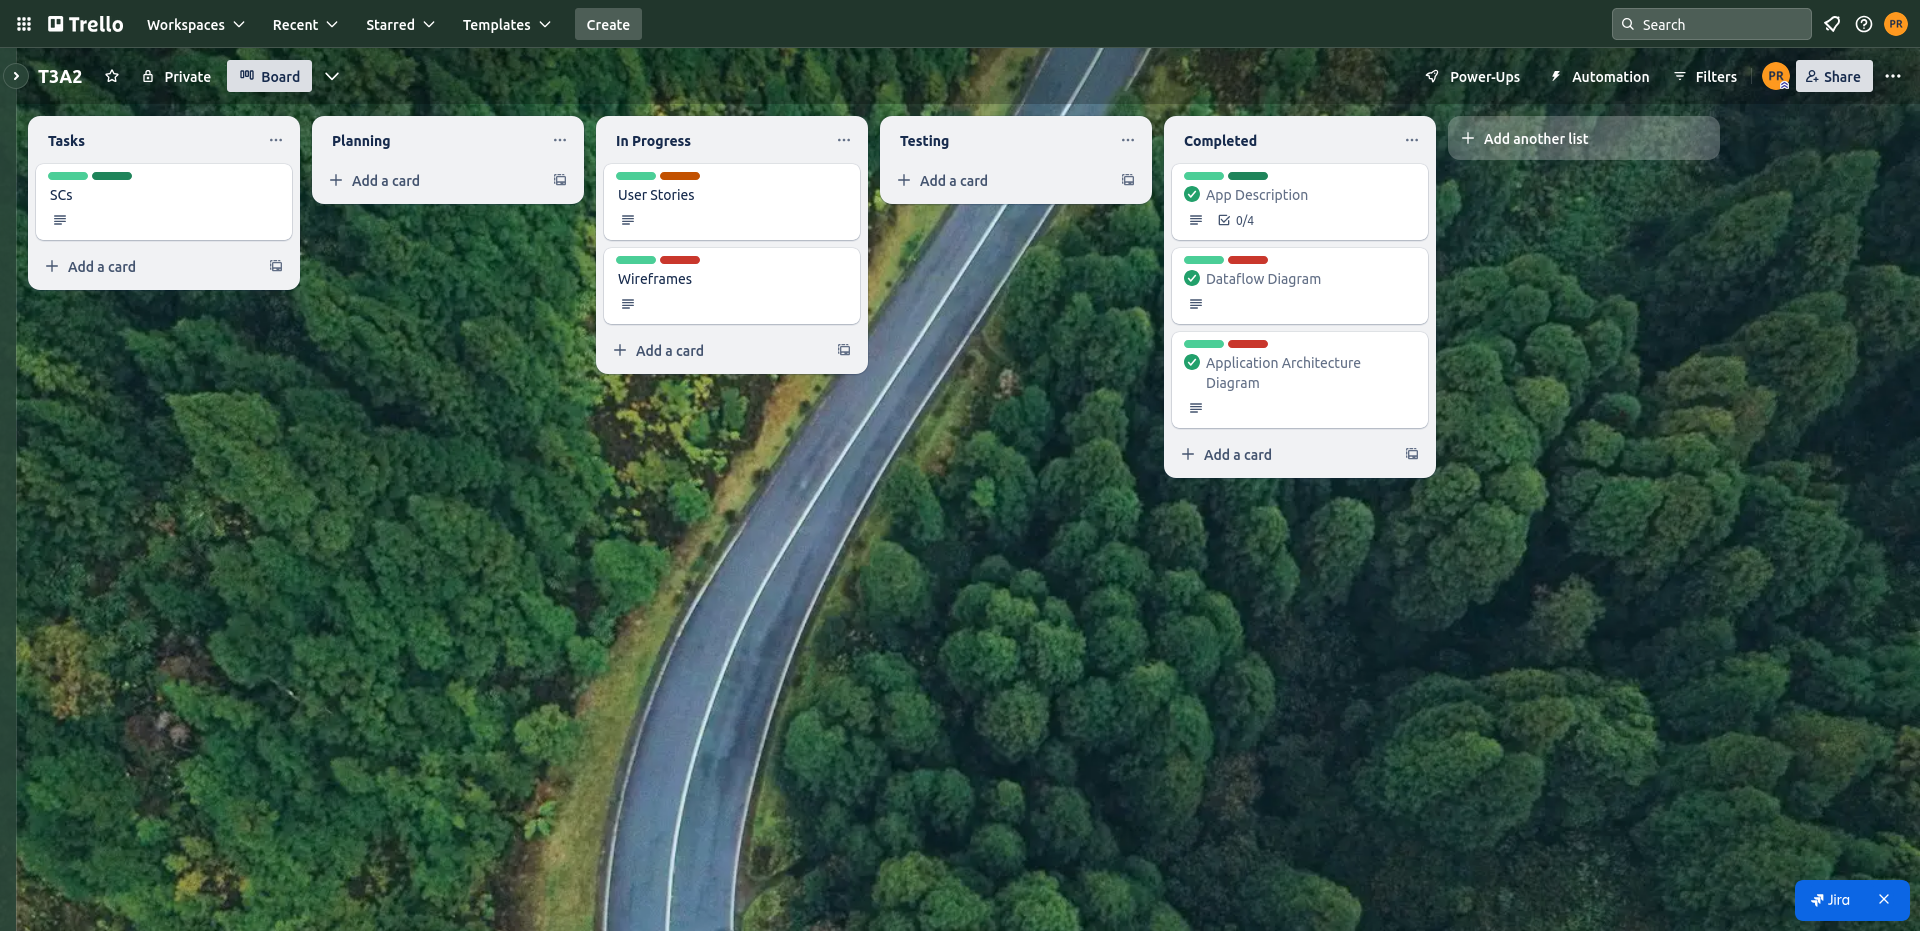 Trello
Workspaces
Recent
Starred
Templates
Create
Search
PR
T3A2
Private
Board
Power-Ups
Automation
Filters
PR
Share
Tasks
SCs
Add a card
Planning
Add a card
In Progress
User Stories
Wireframes
Add a card
Testing
Add a card
Completed
App Description
0/4
Dataflow Diagram
Application Architecture
Diagram
Add a card
Add another list
Jira